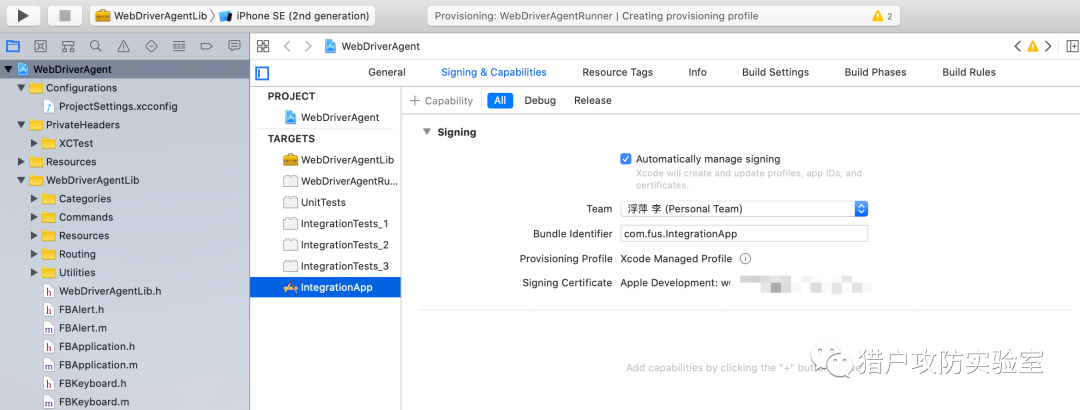 WebDriverAgentLib iPhone SE (2nd generation)
Provisioning: WebDriverAgentRunner | Creating provisioning profile
2
WebDriverAgent
Configurations
ProjectSettings.xcconfig
PrivateHeaders
XCTest
Resources
WebDriverAgentLib
Categories
Commands
Resources
Routing
Utilities
WebDriverAgentLib.h
FBAlert.h
FBAlert.m
FBApplication.h
FBApplication.m
FBKeyboard.h
FBKeyboard.m
WebDriverAgent
General Signing & Capabilities Resource Tags Info Build Settings Build Phases Build Rules
PROJECT
WebDriverAgent
TARGETS
WebDriverAgentLib
WebDriverAgentRu...
UnitTests
IntegrationTests_1
IntegrationTests_2
IntegrationTests_3
IntegrationApp
+ Capability All Debug Release
Signing
Automatically manage signing
Xcode will create and update profiles, app IDs, and
certificates.
Team 浮萍 李 (Personal Team)
Bundle Identifier com.fus.IntegrationApp
Provisioning Profile Xcode Managed Profile
Signing Certificate Apple Development:
Add capabilities by clicking the "+"
猎户攻防实验室